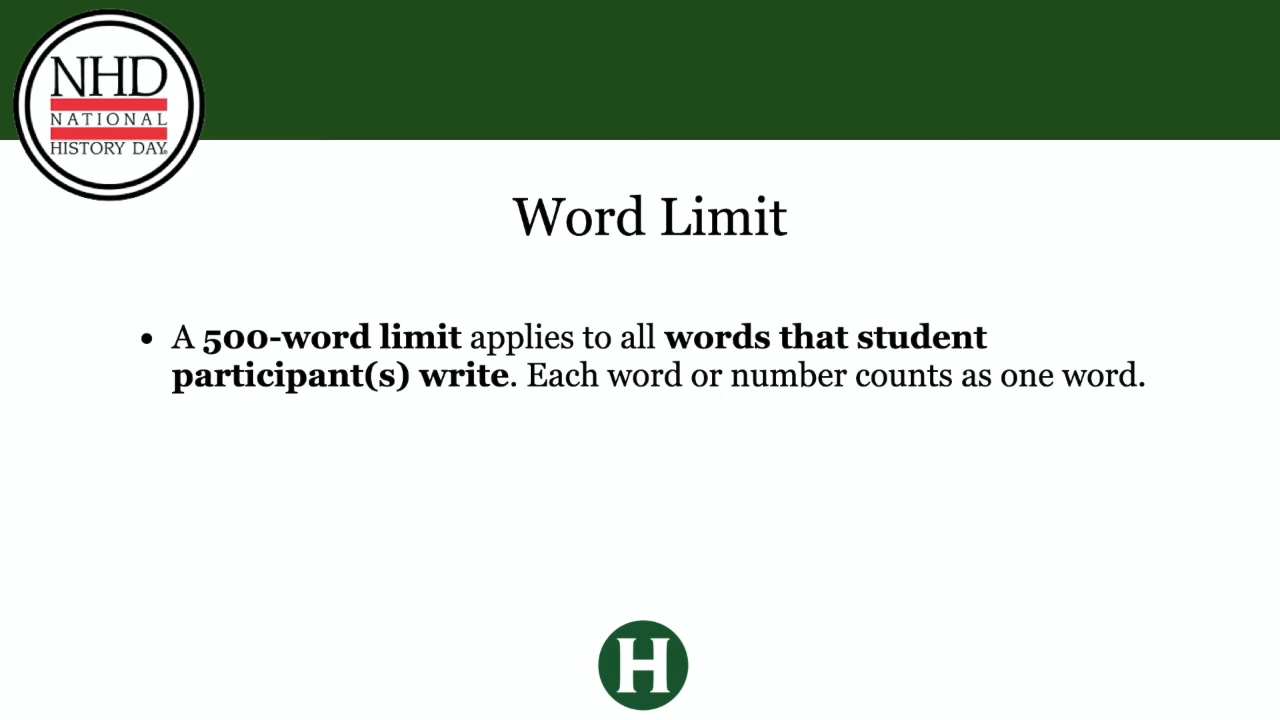 NHD
NATIONAL
HISTORY DAY®
Word Limit
• A 500-word limit applies to all words that student
participant(s) write. Each word or number counts as one word.
H